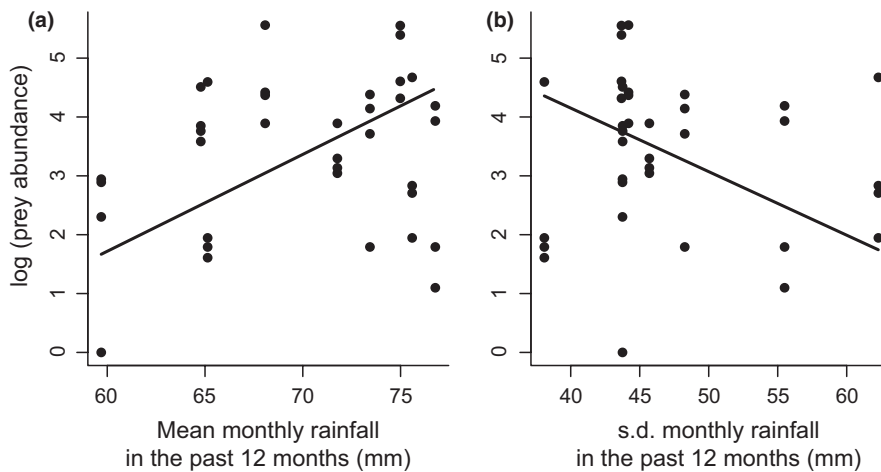 (a)
log (prey abundance)
5
4
3
2
1
0
60 65 70 75
Mean monthly rainfall
in the past 12 months (mm)
(b)
5
4
3
2
1
0
40 45 50 55 60
s.d. monthly rainfall
in the past 12 months (mm)